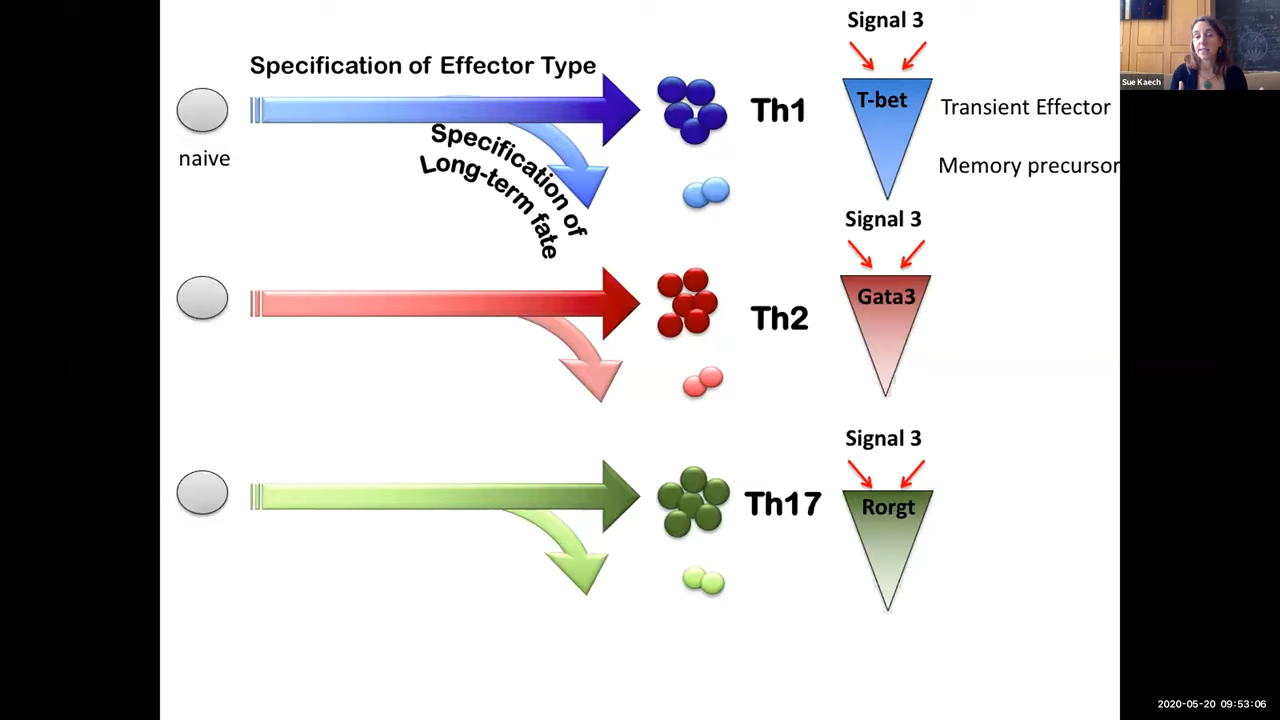 Signal 3
Specification of Effector Type
Th1
T-bet
Transient Effector
Sue Kaech
naive
Specification of
Long-term fate
Memory precursor
Signal 3
Gata3
Th2
Signal 3
Th17
Rorgt
2020-05-20 09:53:06